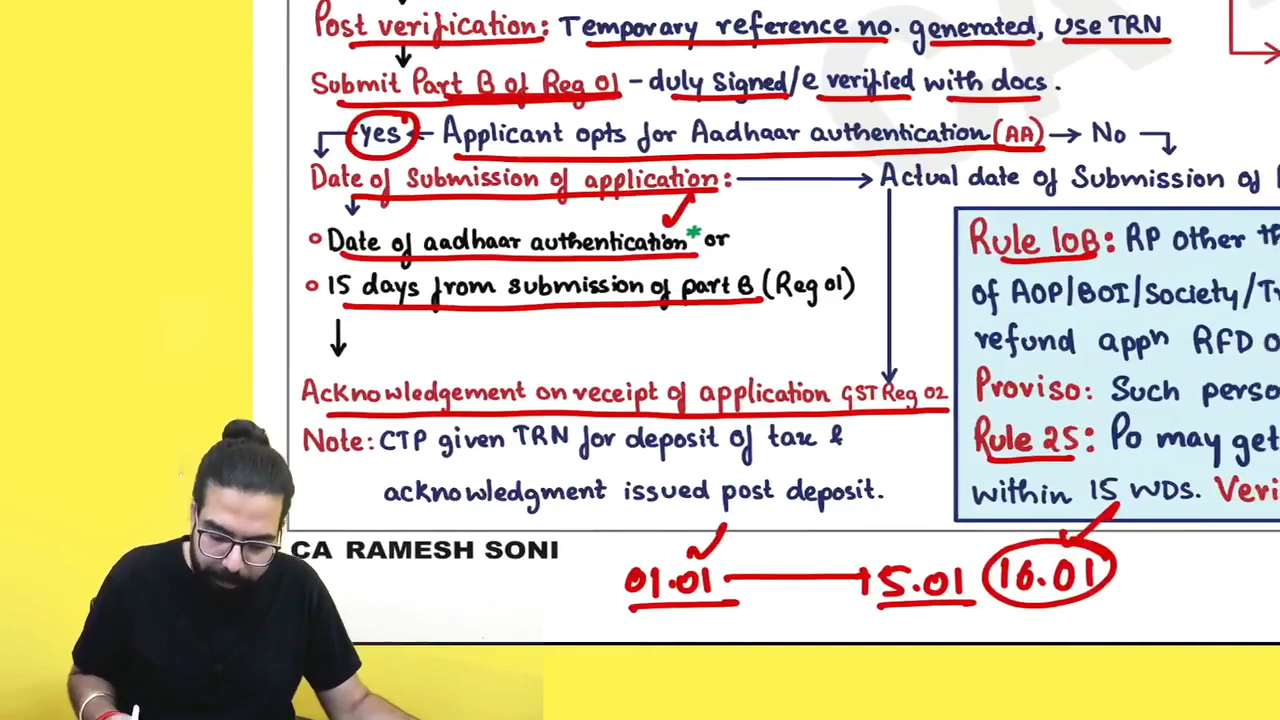 Post verification: Temporary reference no. generated, Use TRN
Submit Part B of Reg 01 - duly Signed/e verified with docs.
yes Applicant opts for Aadhaar authentication (AA) No
Date of Submission of application: Actual date of Submission of
Date of aadhaar authentication* or
15 days from submission of part B (Reg 01)
Acknowledgement on receipt of application GST Reg 02
Note: CTP given TRN for deposit of tax &
acknowledgment issued post deposit.
Rule 10B: RP other
of AOP/BOI/Society/
refund appⁿ RFD
Proviso: Such
Rule 25: Po may get
within 15 WDs.
CA RAMESH SONI
01.01 5.01 16.01